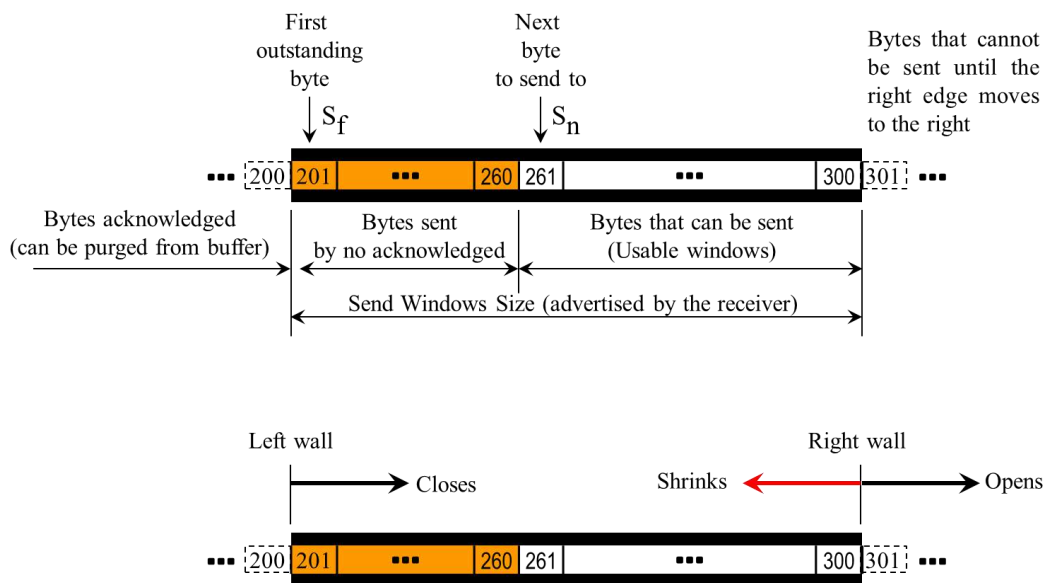 First
outstanding
byte
Next
byte
to send to
Bytes that cannot
be sent until the
right edge moves
to the right
Sf
Sn
... 200 201 ... 260 261 ... 300 301 ...
Bytes acknowledged
(can be purged from buffer)
Bytes sent
by no acknowledged
Bytes that can be sent
(Usable windows)
Send Windows Size (advertised by the receiver)
Left wall
Right wall
Closes
Shrinks
Opens
... 200 201 ... 260 261 ... 300 301 ...